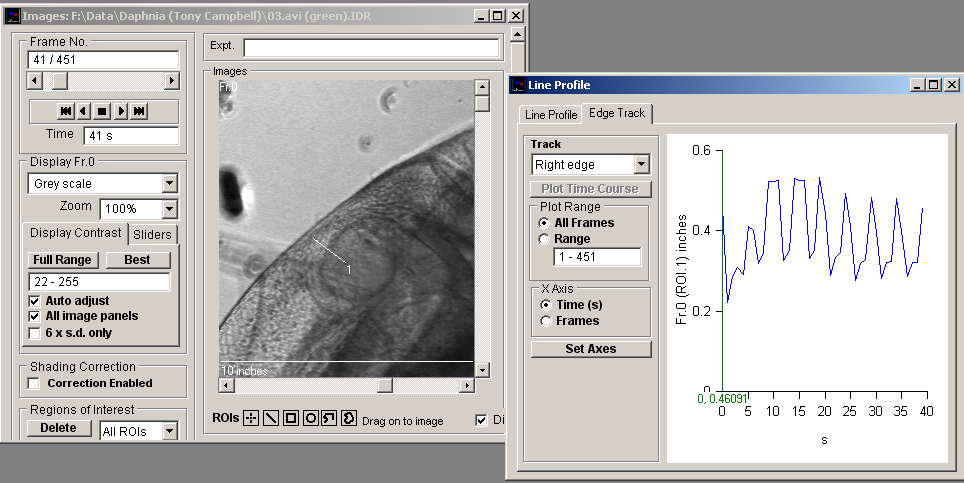 Images: F:\Data\Daphnia (Tony Campbell)\03.avi (green).IDR
Frame No.
41 / 451
Time 41 s
Display Fr.0
Grey scale
Zoom 100%
Display Contrast Sliders
Full Range Best
22 - 255
Auto adjust
All image panels
6 x s.d. only
Shading Correction
Correction Enabled
Regions of Interest
Delete All ROIs
Expt.
Images
Fr.0
1
10 inches
ROIs Drag on to image Di
Line Profile
Line Profile Edge Track
Track
Right edge
Plot Time Course
Plot Range
All Frames
Range
1 - 451
X Axis
Time (s)
Frames
Set Axes
Fr.0 (ROI.1) inches
0.6
0.4
0.2
0
0, 0.46091
0 5 10 15 20 25 30 35 40
s